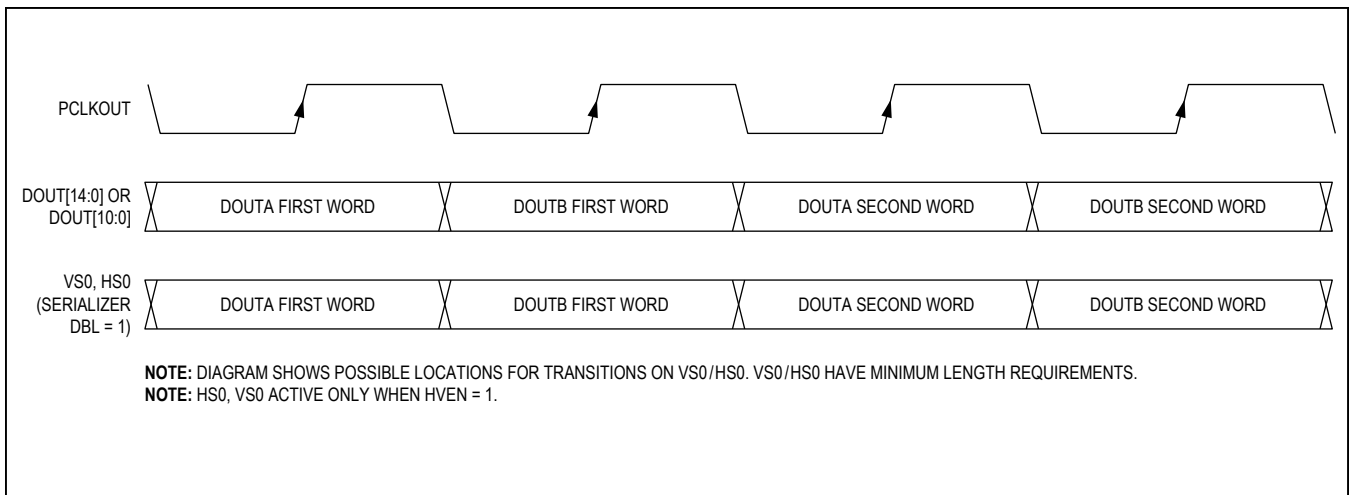 PCLKOUT
DOUT[14:0] OR
DOUT[10:0]
DOUTA FIRST WORD DOUTB FIRST WORD DOUTA SECOND WORD DOUTB SECOND WORD
VS0, HS0
(SERIALIZER
DBL = 1)
DOUTA FIRST WORD DOUTB FIRST WORD DOUTA SECOND WORD DOUTB SECOND WORD
NOTE: DIAGRAM SHOWS POSSIBLE LOCATIONS FOR TRANSITIONS ON VS0/HS0. VS0/HS0 HAVE MINIMUM LENGTH REQUIREMENTS.
NOTE: HS0, VS0 ACTIVE ONLY WHEN HVEN = 1.